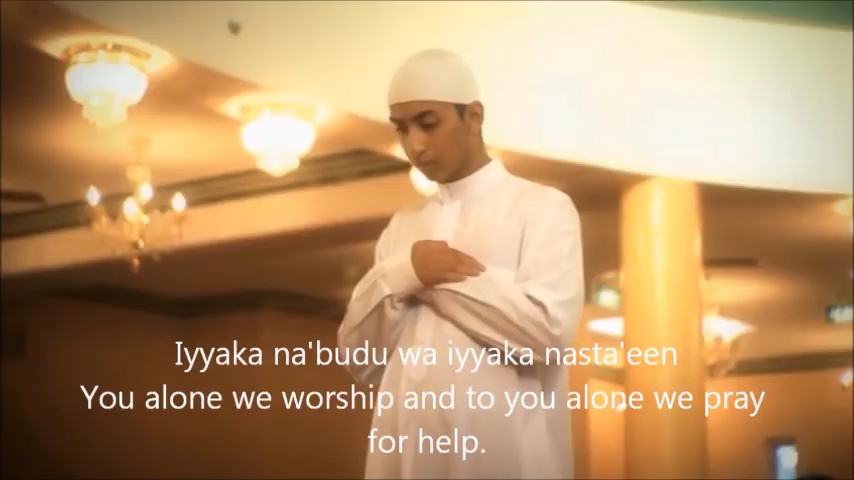 Iyyaka na'budu wa iyyaka nasta'een
You alone we worship and to you alone we pray
for help.